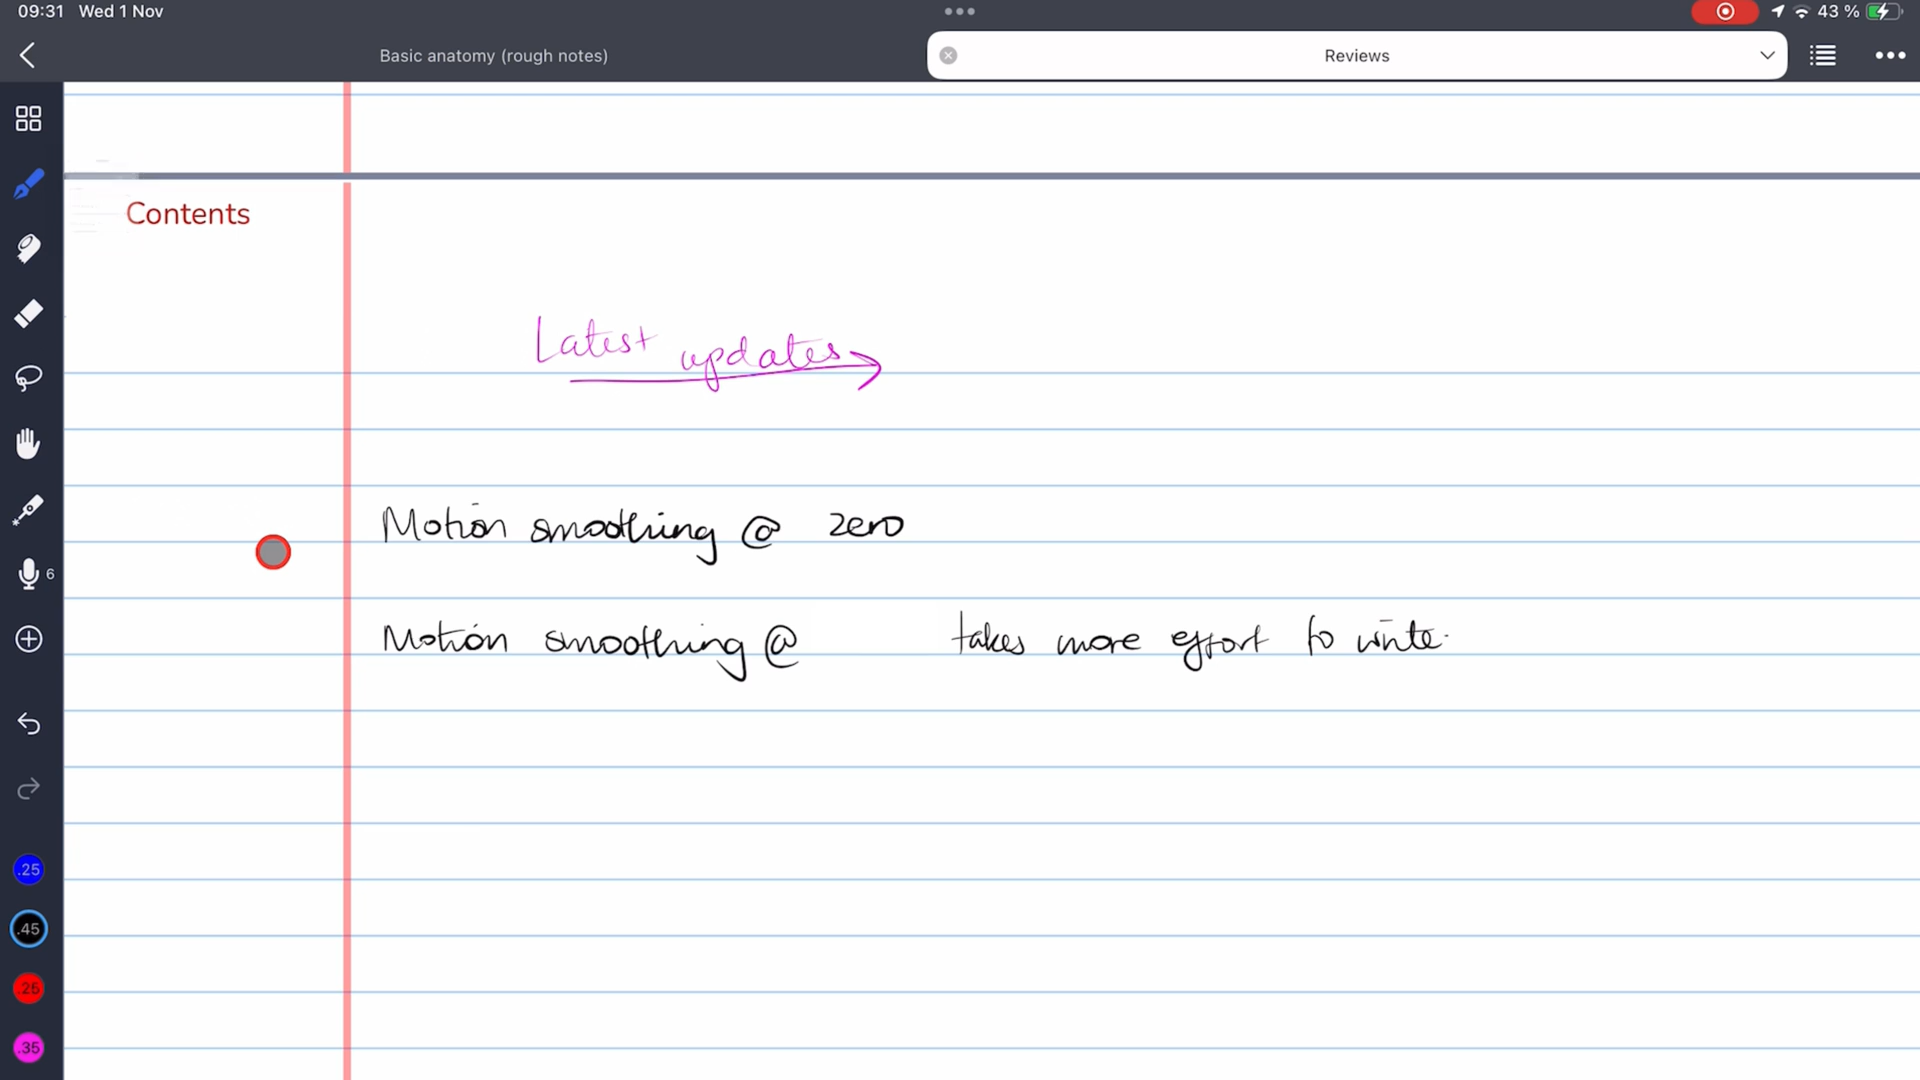 09:31 Wed 1 Nov 43 %
Basic anatomy (rough notes) Reviews
Contents
Latest updates
Motion smoothing @ zero
6
Motion smoothing @ takes more effort to write.
.25
.45
.25
.35